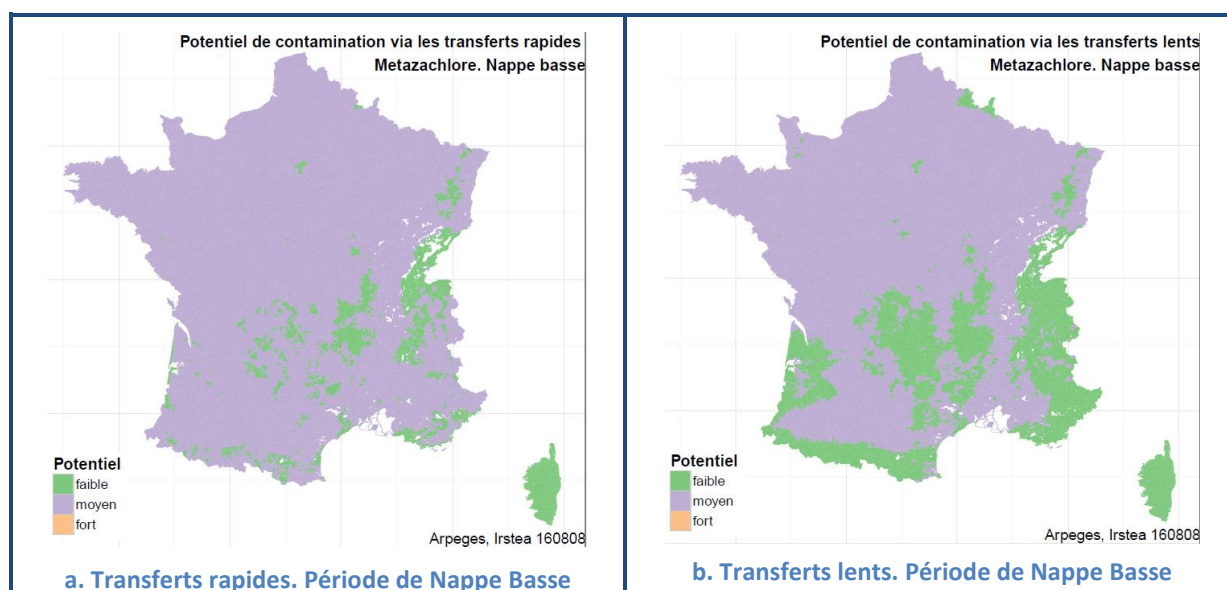 Potentiel de contamination via les transferts rapides
Metazachlore. Nappe basse
Potentiel
faible
moyen
fort
Arpeges, Irstea 160808
a. Transferts rapides. Période de Nappe Basse
Potentiel de contamination via les transferts lents
Metazachlore. Nappe basse
Potentiel
faible
moyen
fort
Arpeges, Irstea 160808
b. Transferts lents. Période de Nappe Basse